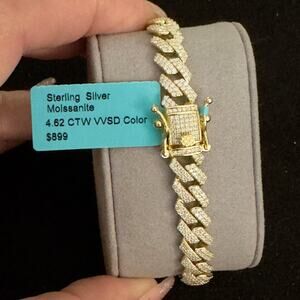 Sterling Silver
Moissanite
4.62 CTW VVSD Color
$899